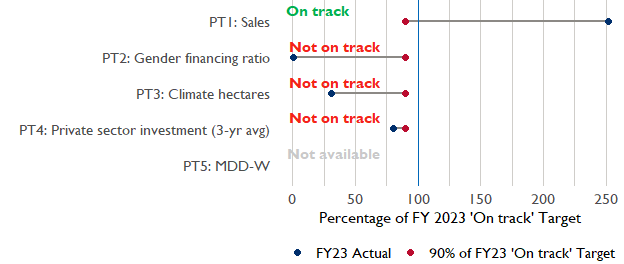 On track
PT1: Sales
Not on track
PT2: Gender financing ratio
Not on track
PT3: Climate hectares
Not on track
PT4: Private sector investment (3-yr avg)
Not available
PT5: MDD-W
0 50 100 150 200 250
Percentage of FY 2023 'On track' Target
FY23 Actual 90% of FY23 'On track' Target